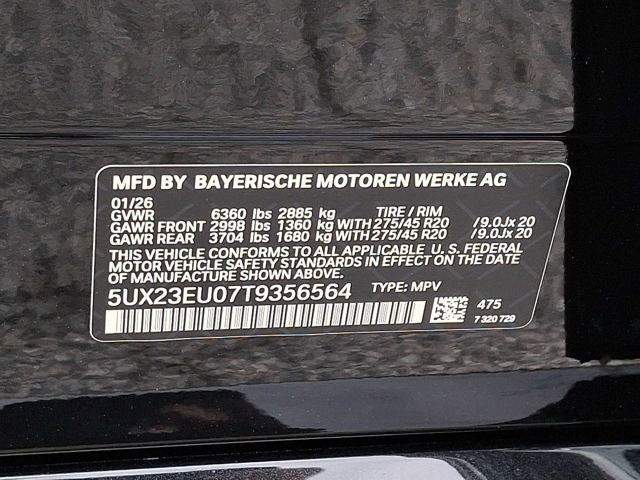 MFD BY BAYERISCHE MOTOREN WERKE AG
01/26
GVWR 6360 lbs 2885 kg TIRE / RIM
GAWR FRONT 2998 lbs 1360 kg WITH 275/45 R20 /9.0Jx 20
GAWR REAR 3704 lbs 1680 kg WITH 275/45 R20 /9.0Jx 20
THIS VEHICLE CONFORMS TO ALL APPLICABLE U. S. FEDERAL
MOTOR VEHICLE SAFETY STANDARDS IN EFFECT ON THE DATE
OF MANUFACTURE SHOWN ABOVE.
5UX23EU07T9356564 TYPE: MPV
475
7 320 729